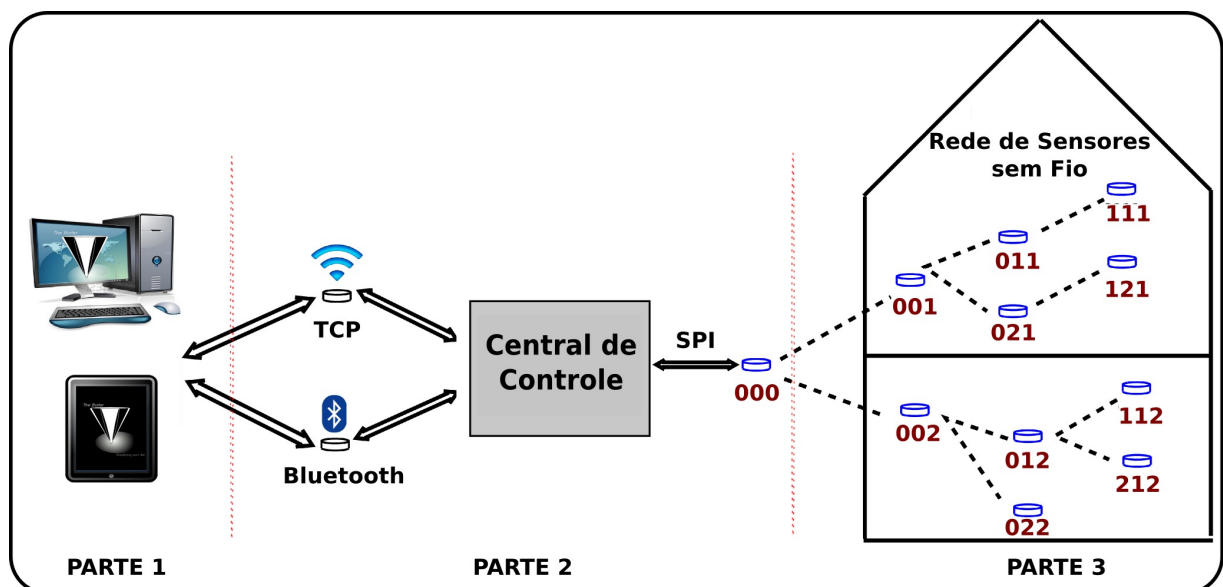 Rede de Sensores
sem Fio
111
011
121
001
021
TCP
SPI
Central de
Controle
000
Bluetooth
002
112
012
212
022
PARTE 1
PARTE 2
PARTE 3